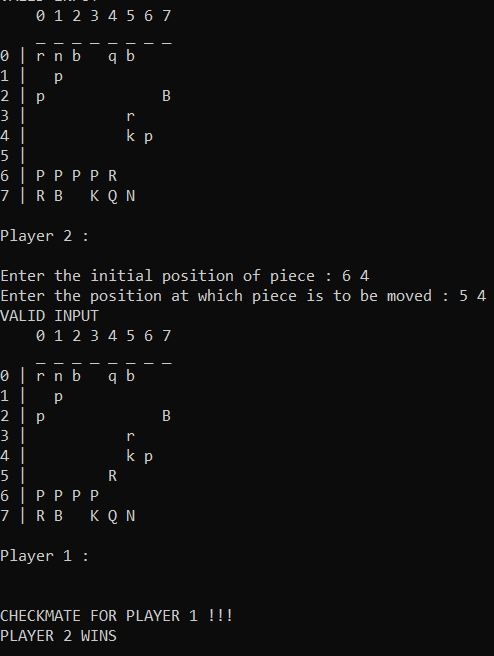 VALID INPUT
    0 1 2 3 4 5 6 7
    _ _ _ _ _ _ _ _
0 | r n b   q b
1 |   p
2 | p             B
3 |           r
4 |           k p
5 |
6 | P P P P R
7 | R B   K Q N
Player 2 :
Enter the initial position of piece : 6 4
Enter the position at which piece is to be moved : 5 4
VALID INPUT
    0 1 2 3 4 5 6 7
    _ _ _ _ _ _ _ _
0 | r n b   q b
1 |   p
2 | p             B
3 |           r
4 |           k p
5 |         R
6 | P P P P
7 | R B   K Q N
Player 1 :
CHECKMATE FOR PLAYER 1 !!!
PLAYER 2 WINS